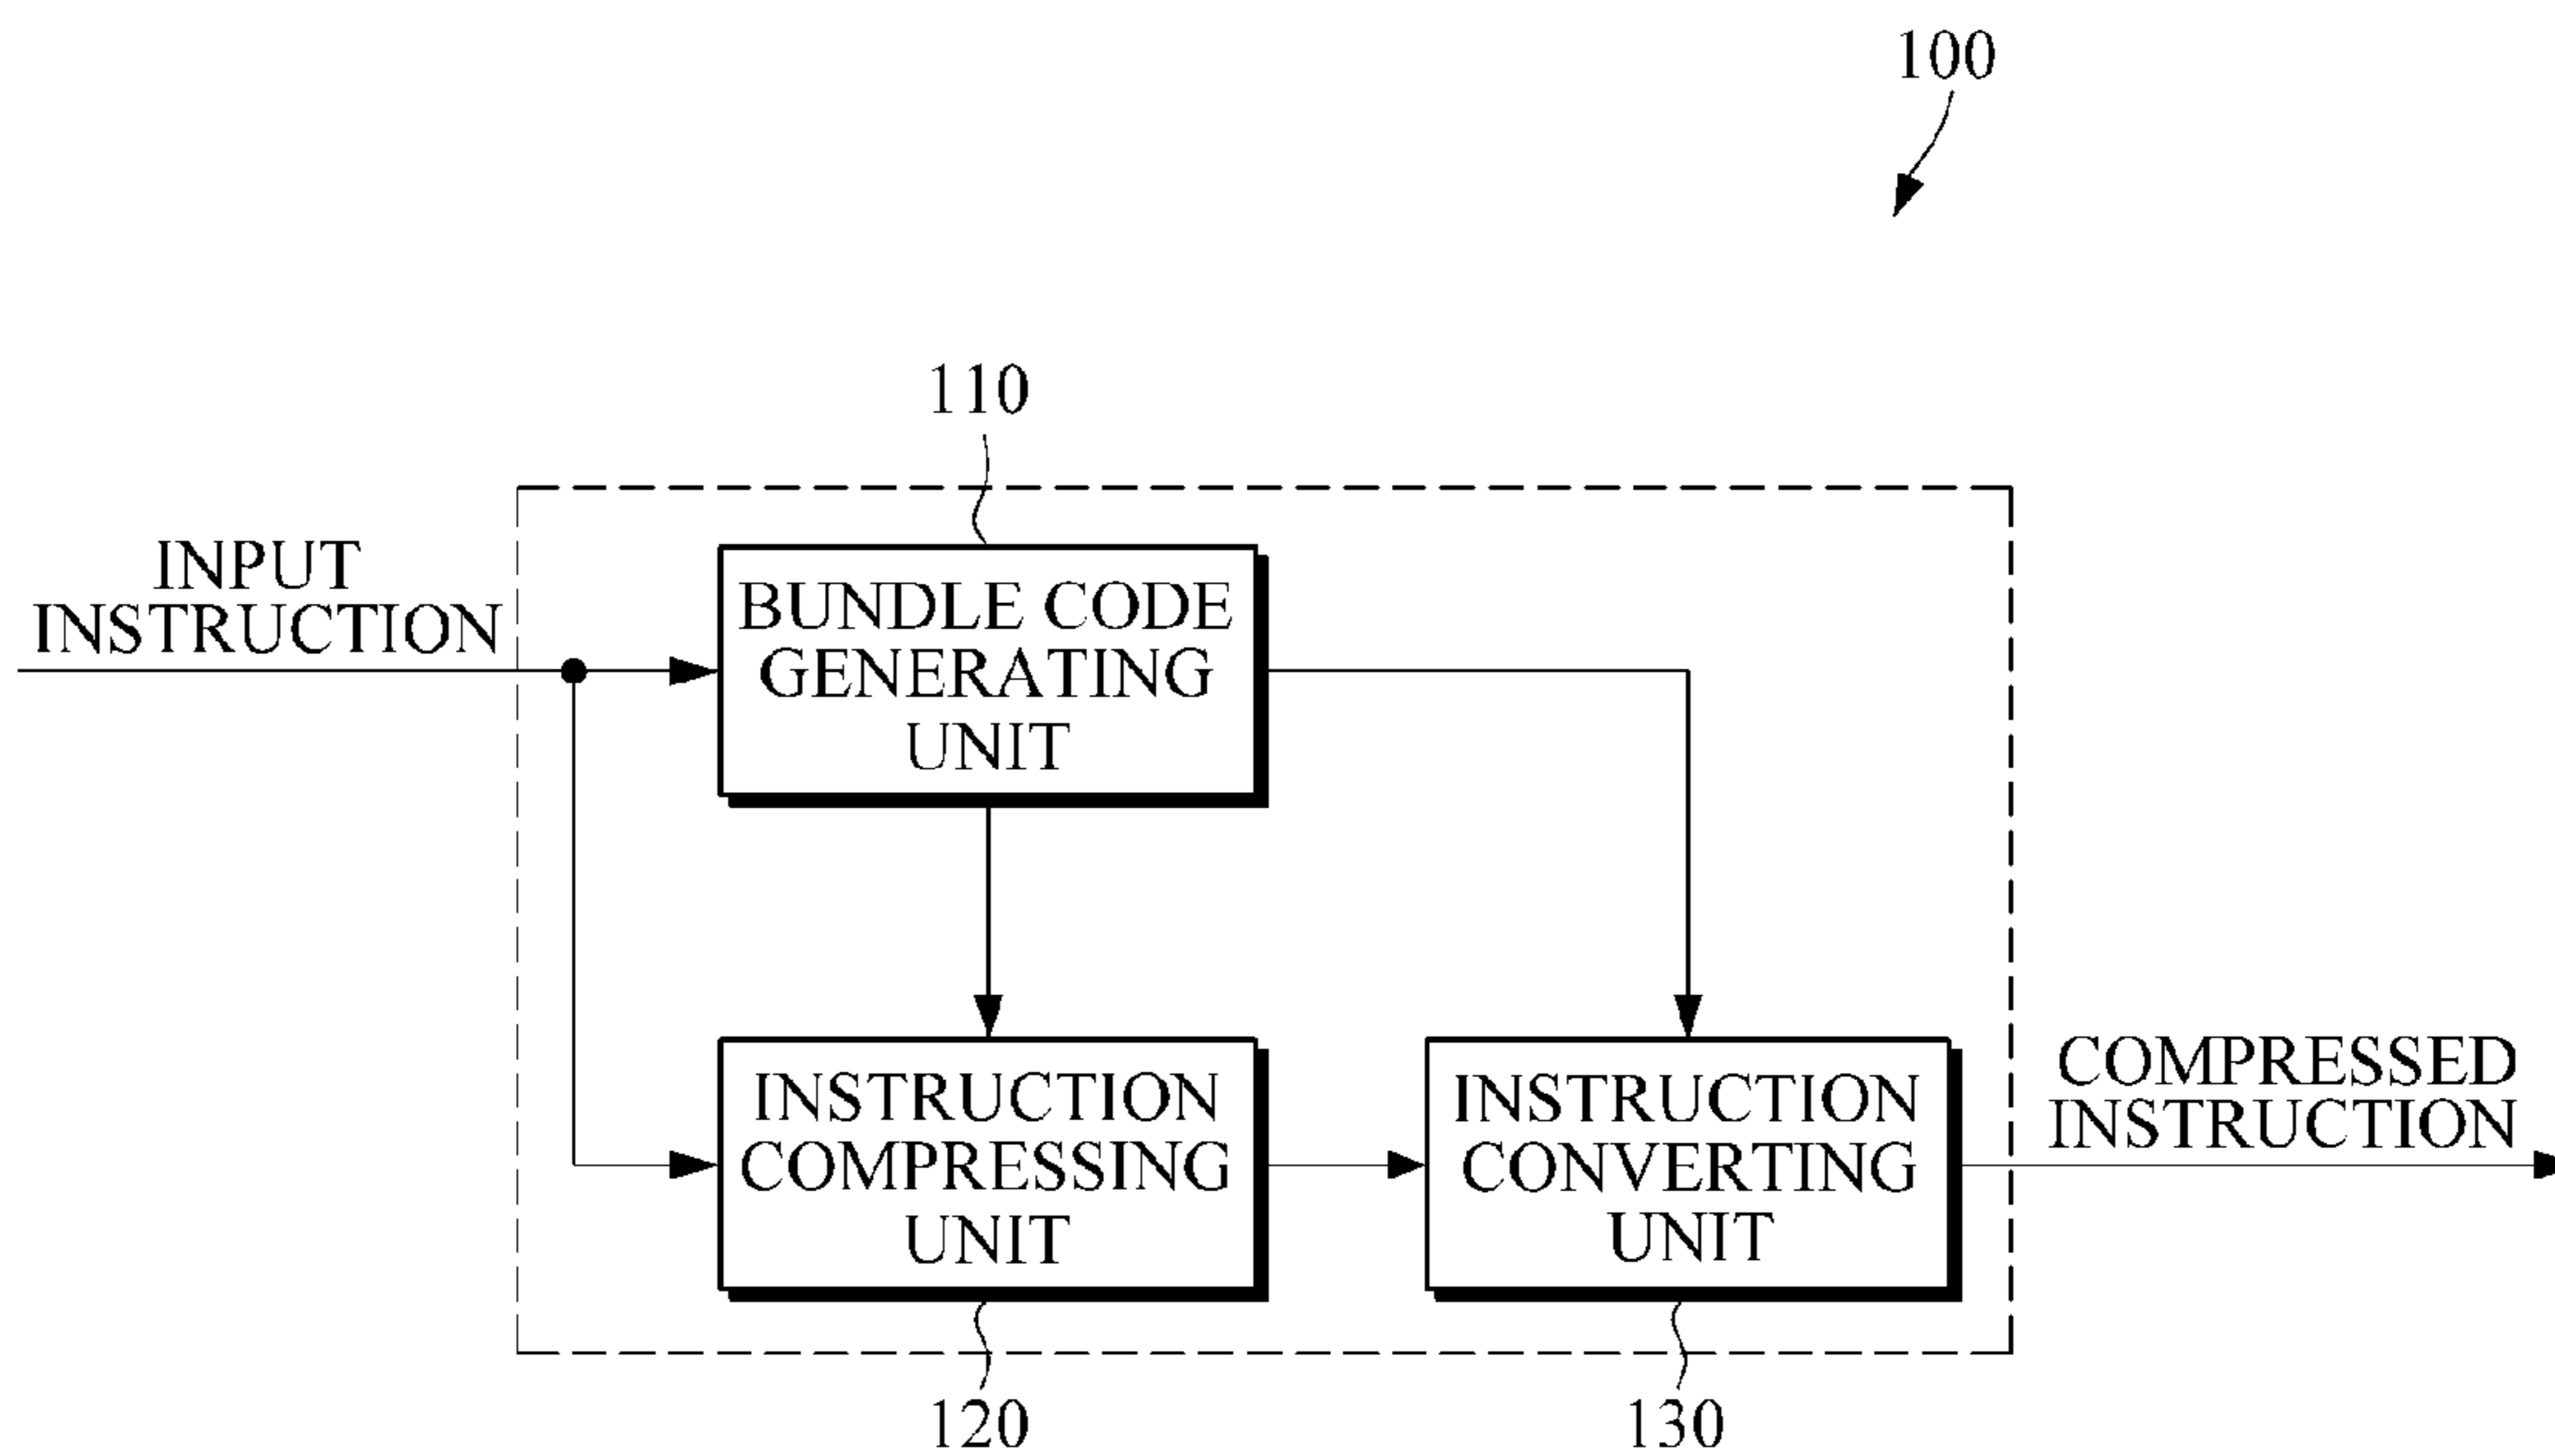 100
110
INPUT
INSTRUCTION
BUNDLE CODE
GENERATING
UNIT
INSTRUCTION
COMPRESSING
UNIT
INSTRUCTION
CONVERTING
UNIT
COMPRESSED
INSTRUCTION
120
130